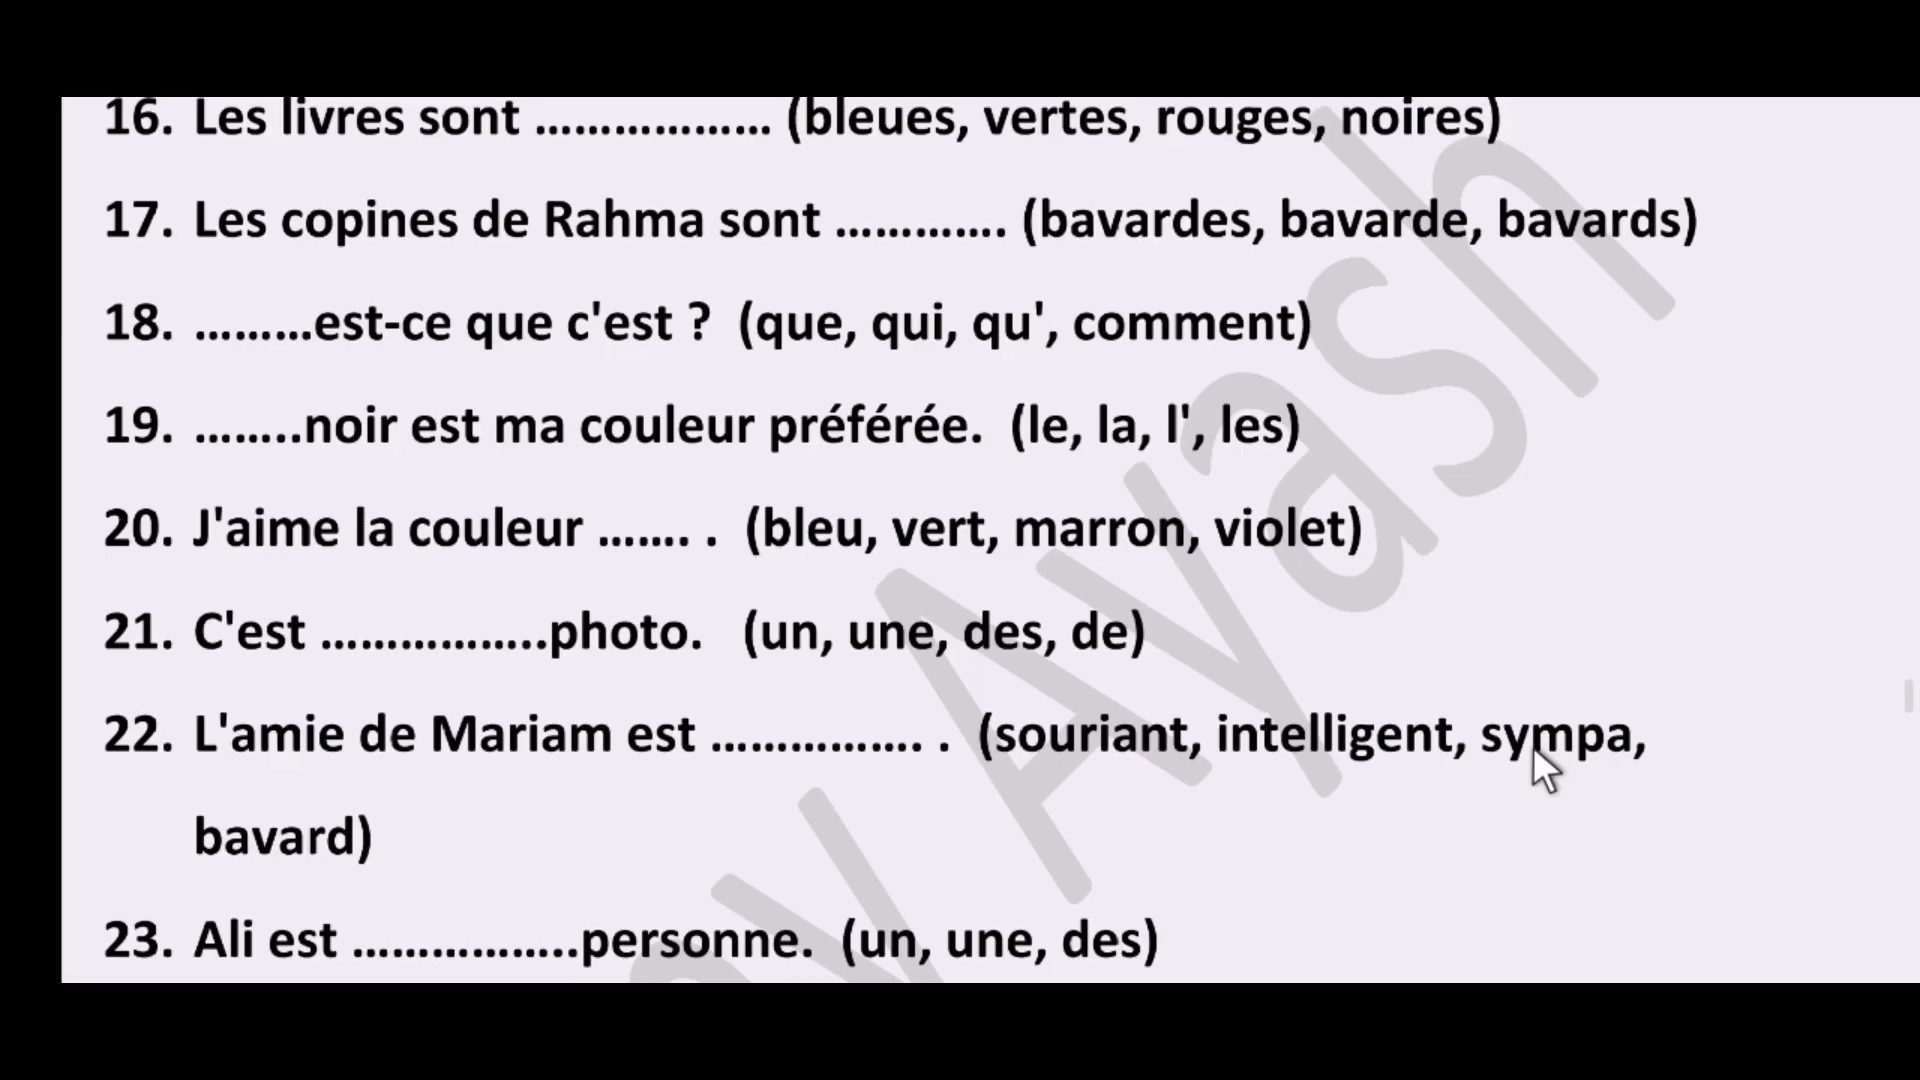 16. Les livres sont ……………… (bleues, vertes, rouges, noires)
17. Les copines de Rahma sont …………. (bavardes, bavarde, bavards)
18. ………est-ce que c'est ? (que, qui, qu', comment)
19. ……..noir est ma couleur préférée. (le, la, l', les)
20. J'aime la couleur ……. . (bleu, vert, marron, violet)
21. C'est ……………..photo. (un, une, des, de)
22. L'amie de Mariam est ……………. . (souriant, intelligent, sympa,
bavard)
23. Ali est ……………..personne. (un, une, des)
Ayash